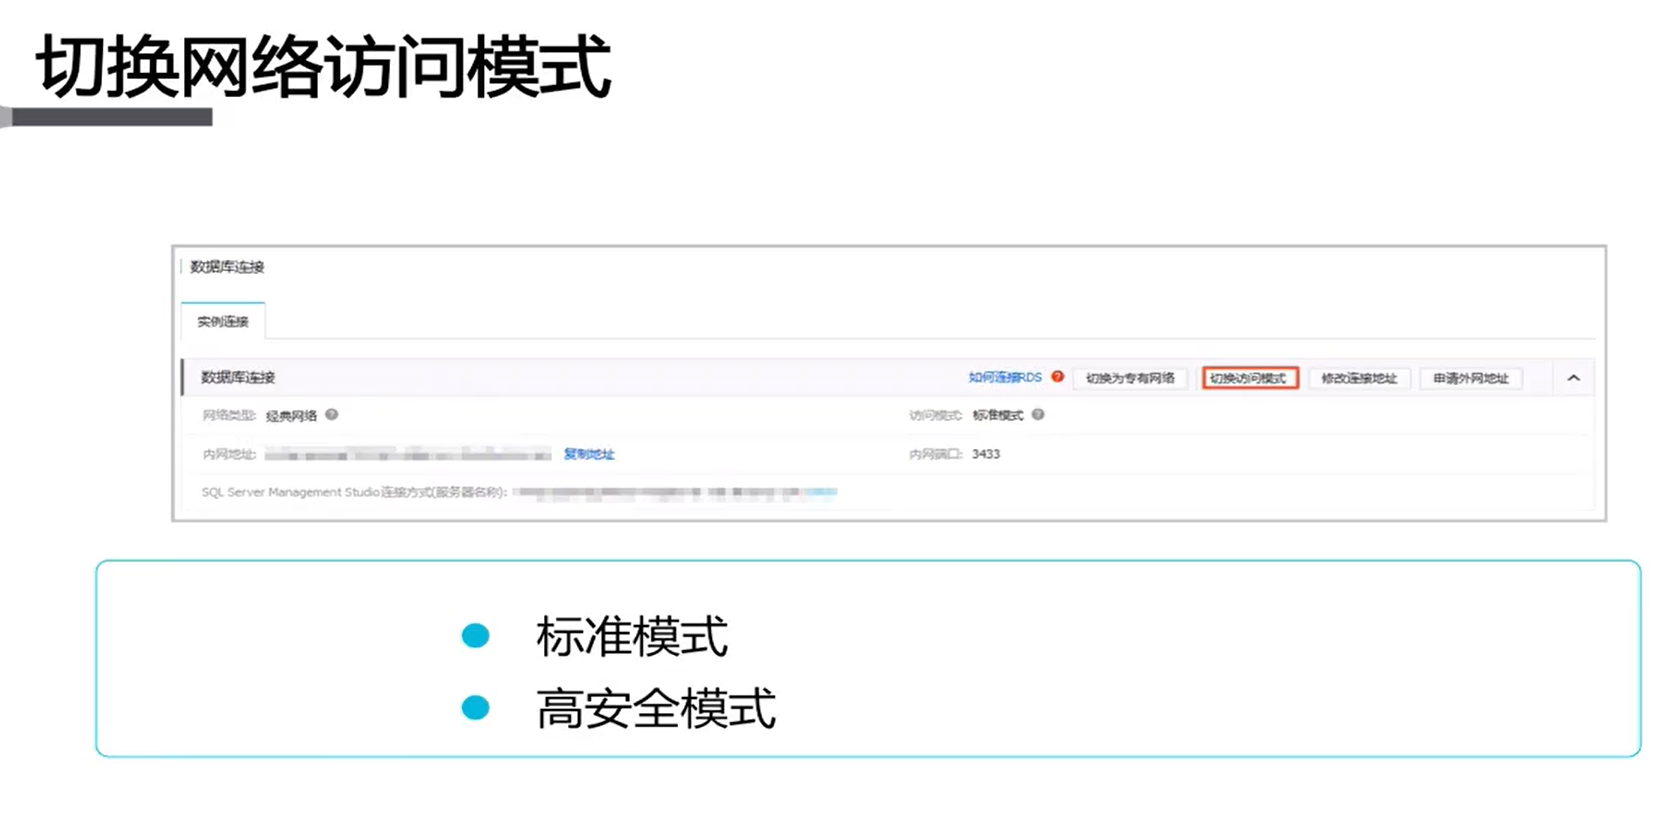 切换网络访问模式
数据库连接
实例连接
数据库连接 如何连接RDS 切换为专有网络 切换访问模式 修改连接地址 申请外网地址
网络类型: 经典网络 访问模式: 标准模式
内网地址: 复制地址 内网端口: 3433
SQL Server Management Studio连接方式(服务器名称):
标准模式
高安全模式